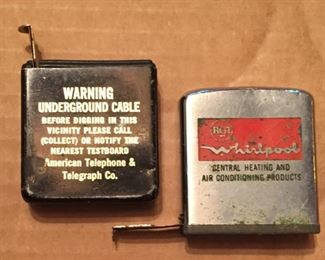 WARNING
UNDERGROUND CABLE
BEFORE DIGGING IN THIS
VICINITY PLEASE CALL
(COLLECT) OR NOTIFY THE
NEAREST TESTBOARD
American Telephone &
Telegraph Co.
RCA
Whirlpool
CENTRAL HEATING AND
AIR CONDITIONING PRODUCTS